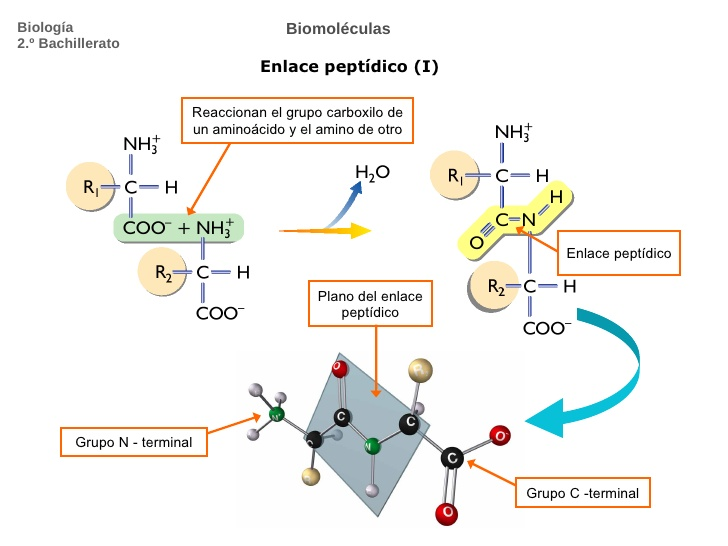 Biología
2.º Bachillerato
Biomoléculas
Enlace peptídico (I)
Reaccionan el grupo carboxilo de
un aminoácido y el amino de otro
NH₃⁺
R₁ C H
COO⁻ + NH₃⁺
R₂ C H
COO⁻
H₂O
NH₃⁺
R₁ C H
H
C N
O
Enlace peptídico
R₂ C H
COO⁻
Plano del enlace
peptídico
Grupo N - terminal
Grupo C -terminal
O
N
C
C
N
C
C
O⁻
O